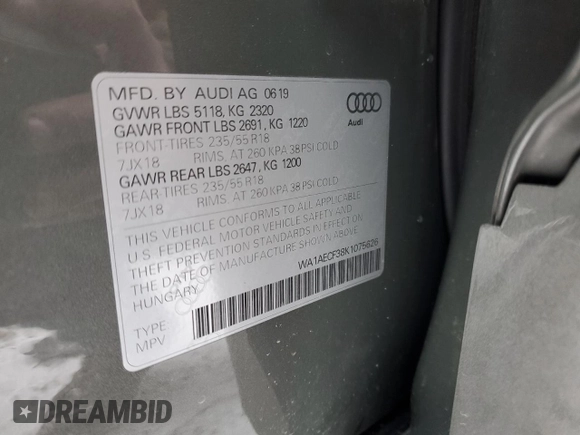 MFD. BY AUDI AG 06 19
GVWR LBS 5118, KG 2320
GAWR FRONT LBS 2691, KG 1220
FRONT-TIRES 235/55 R18
7JX18 RIMS. AT 260 KPA 38 PSI COLD
GAWR REAR LBS 2647, KG 1200
REAR-TIRES 235/55 R18
7JX18 RIMS. AT 260 KPA 38 PSI COLD
THIS VEHICLE CONFORMS TO ALL APPLICABLE
U S FEDERAL MOTOR VEHICLE SAFETY AND
THEFT PREVENTION STANDARDS IN EFFECT ON
THE DATE OF MANUFACTURE SHOWN ABOVE.
HUNGARY
WA1AECF38K1075626
TYPE
MPV
Audi
DREAMBID